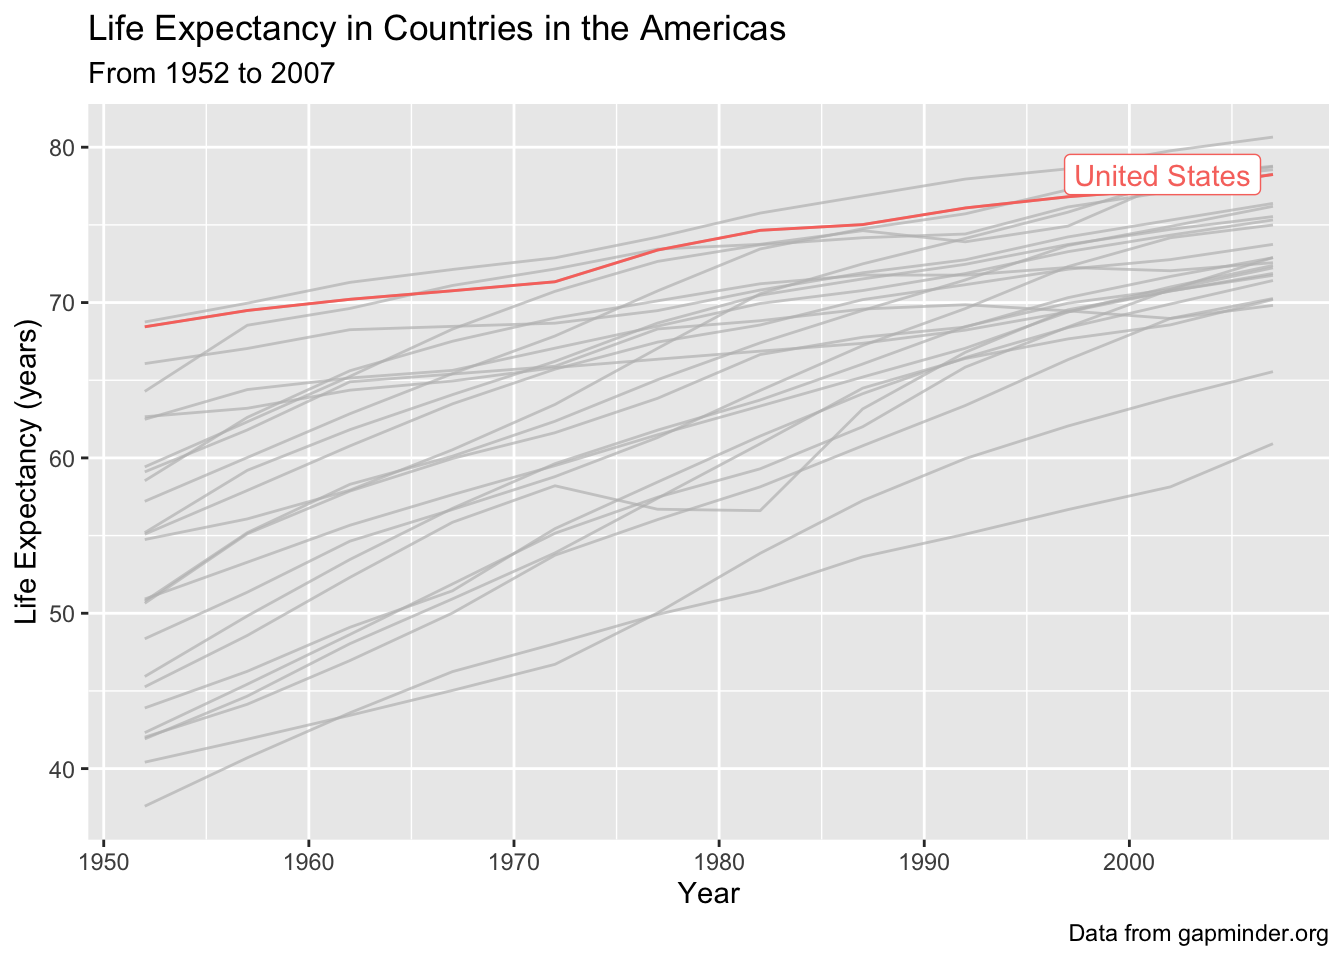 Life Expectancy in Countries in the Americas
From 1952 to 2007
Life Expectancy (years)
80
70
60
50
40
United States
1950 1960 1970 1980 1990 2000
Year
Data from gapminder.org